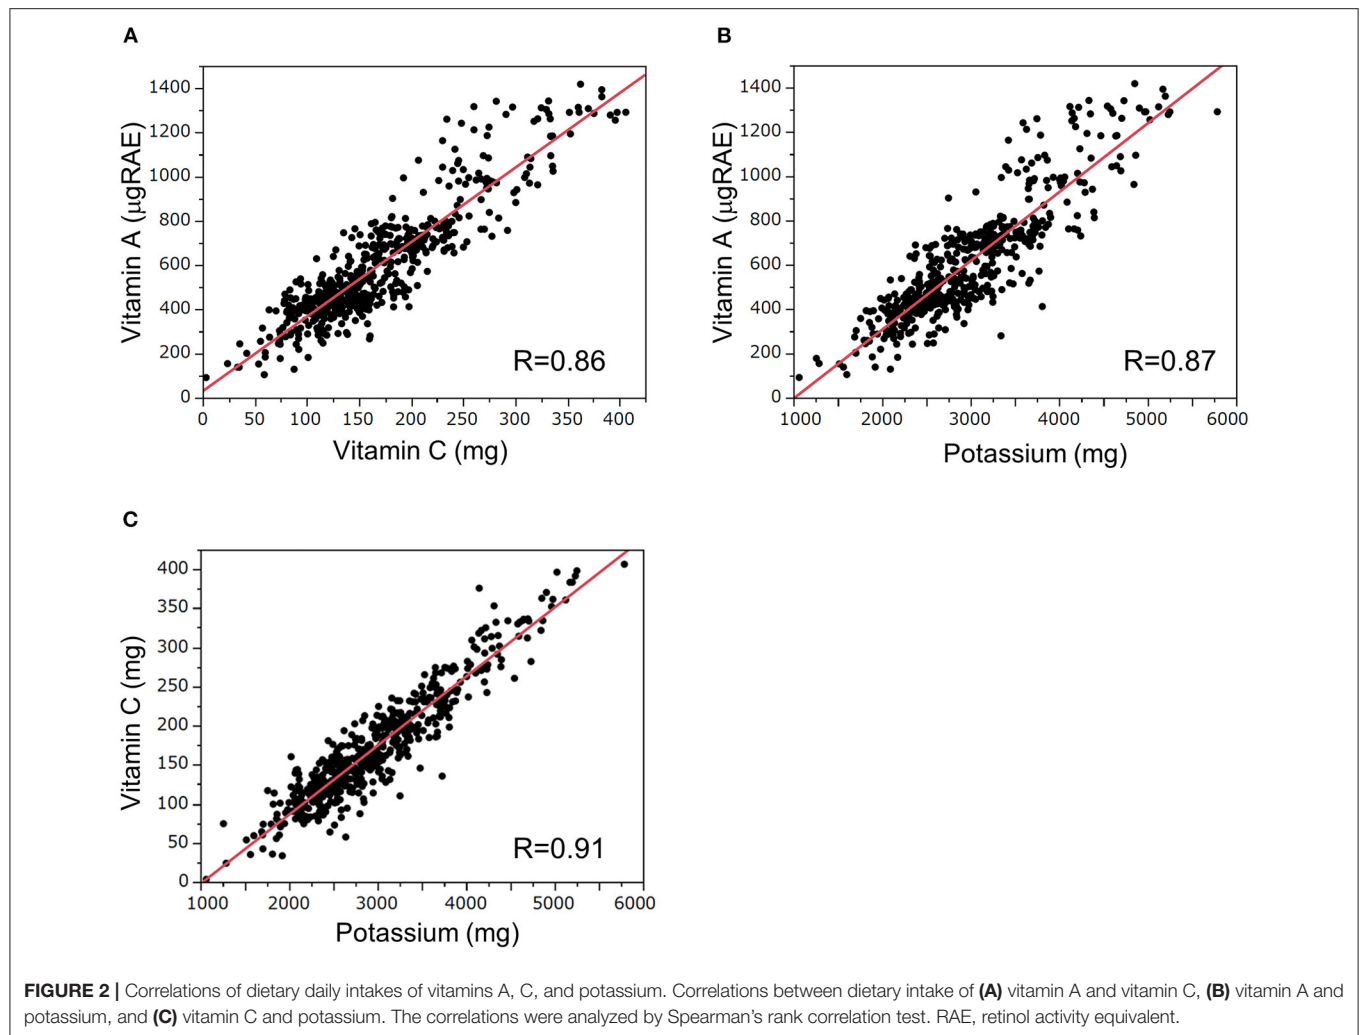 A
1400
1200
1000
800
600
400
200
0
Vitamin A (μgRAE)
R=0.86
0 50 100 150 200 250 300 350 400
Vitamin C (mg)
B
1400
1200
1000
800
600
400
200
0
Vitamin A (μgRAE)
R=0.87
1000 2000 3000 4000 5000 6000
Potassium (mg)
C
400
350
300
250
200
150
100
50
0
Vitamin C (mg)
R=0.91
1000 2000 3000 4000 5000 6000
Potassium (mg)
FIGURE 2 | Correlations of dietary daily intakes of vitamins A, C, and potassium. Correlations between dietary intake of (A) vitamin A and vitamin C, (B) vitamin A and
potassium, and (C) vitamin C and potassium. The correlations were analyzed by Spearman's rank correlation test. RAE, retinol activity equivalent.